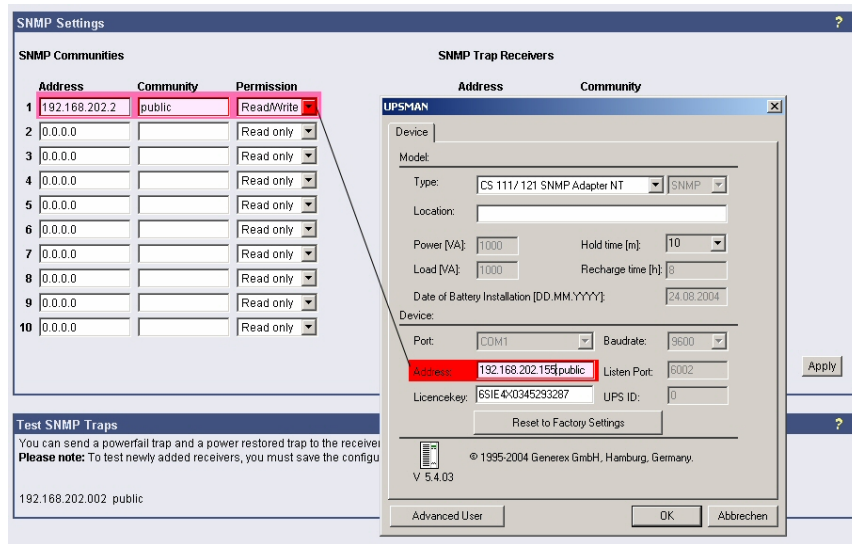 SNMP Settings ?
SNMP Communities
SNMP Trap Receivers
Address Community Permission
Address Community
1 192.168.202.2 public Read/Write
2 0.0.0.0 Read only
3 0.0.0.0 Read only
4 0.0.0.0 Read only
5 0.0.0.0 Read only
6 0.0.0.0 Read only
7 0.0.0.0 Read only
8 0.0.0.0 Read only
9 0.0.0.0 Read only
10 0.0.0.0 Read only
Apply
UPSMAN
Device
Model:
Type: CS 111/ 121 SNMP Adapter NT SNMP
Location:
Power [VA]: 1000 Hold time [m]: 10
Load [VA]: 1000 Recharge time [h]: 8
Date of Battery Installation [DD.MM.YYYY]: 24.08.2004
Device:
Port: COM1 Baudrate: 9600
Address: 192.168.202.155;public Listen Port: 6002
Licencekey: 6SIE4X0345293287 UPS ID: 0
Reset to Factory Settings
© 1995-2004 Generex GmbH, Hamburg, Germany.
V 5.4.03
Advanced User OK Abbrechen
Test SNMP Traps ?
You can send a powerfail trap and a power restored trap to the receiver
Please note: To test newly added receivers, you must save the configu
192.168.202.002 public